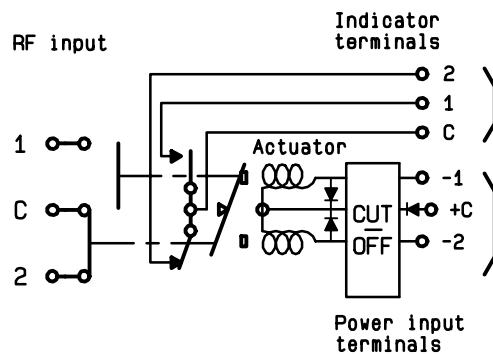 Indicator
terminals
RF input
2
1
C
Actuator
1
C
2
-1
+C
-2
CUT
OFF
Power input
terminals